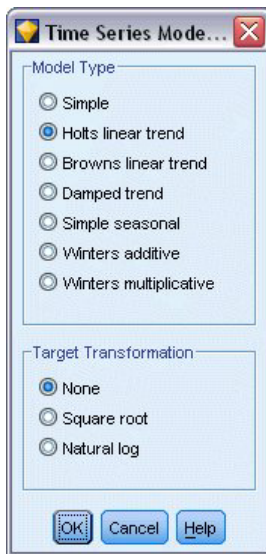 Time Series Mode...
Model Type
Simple
Holts linear trend
Browns linear trend
Damped trend
Simple seasonal
Winters additive
Winters multiplicative
Target Transformation
None
Square root
Natural log
OK Cancel Help